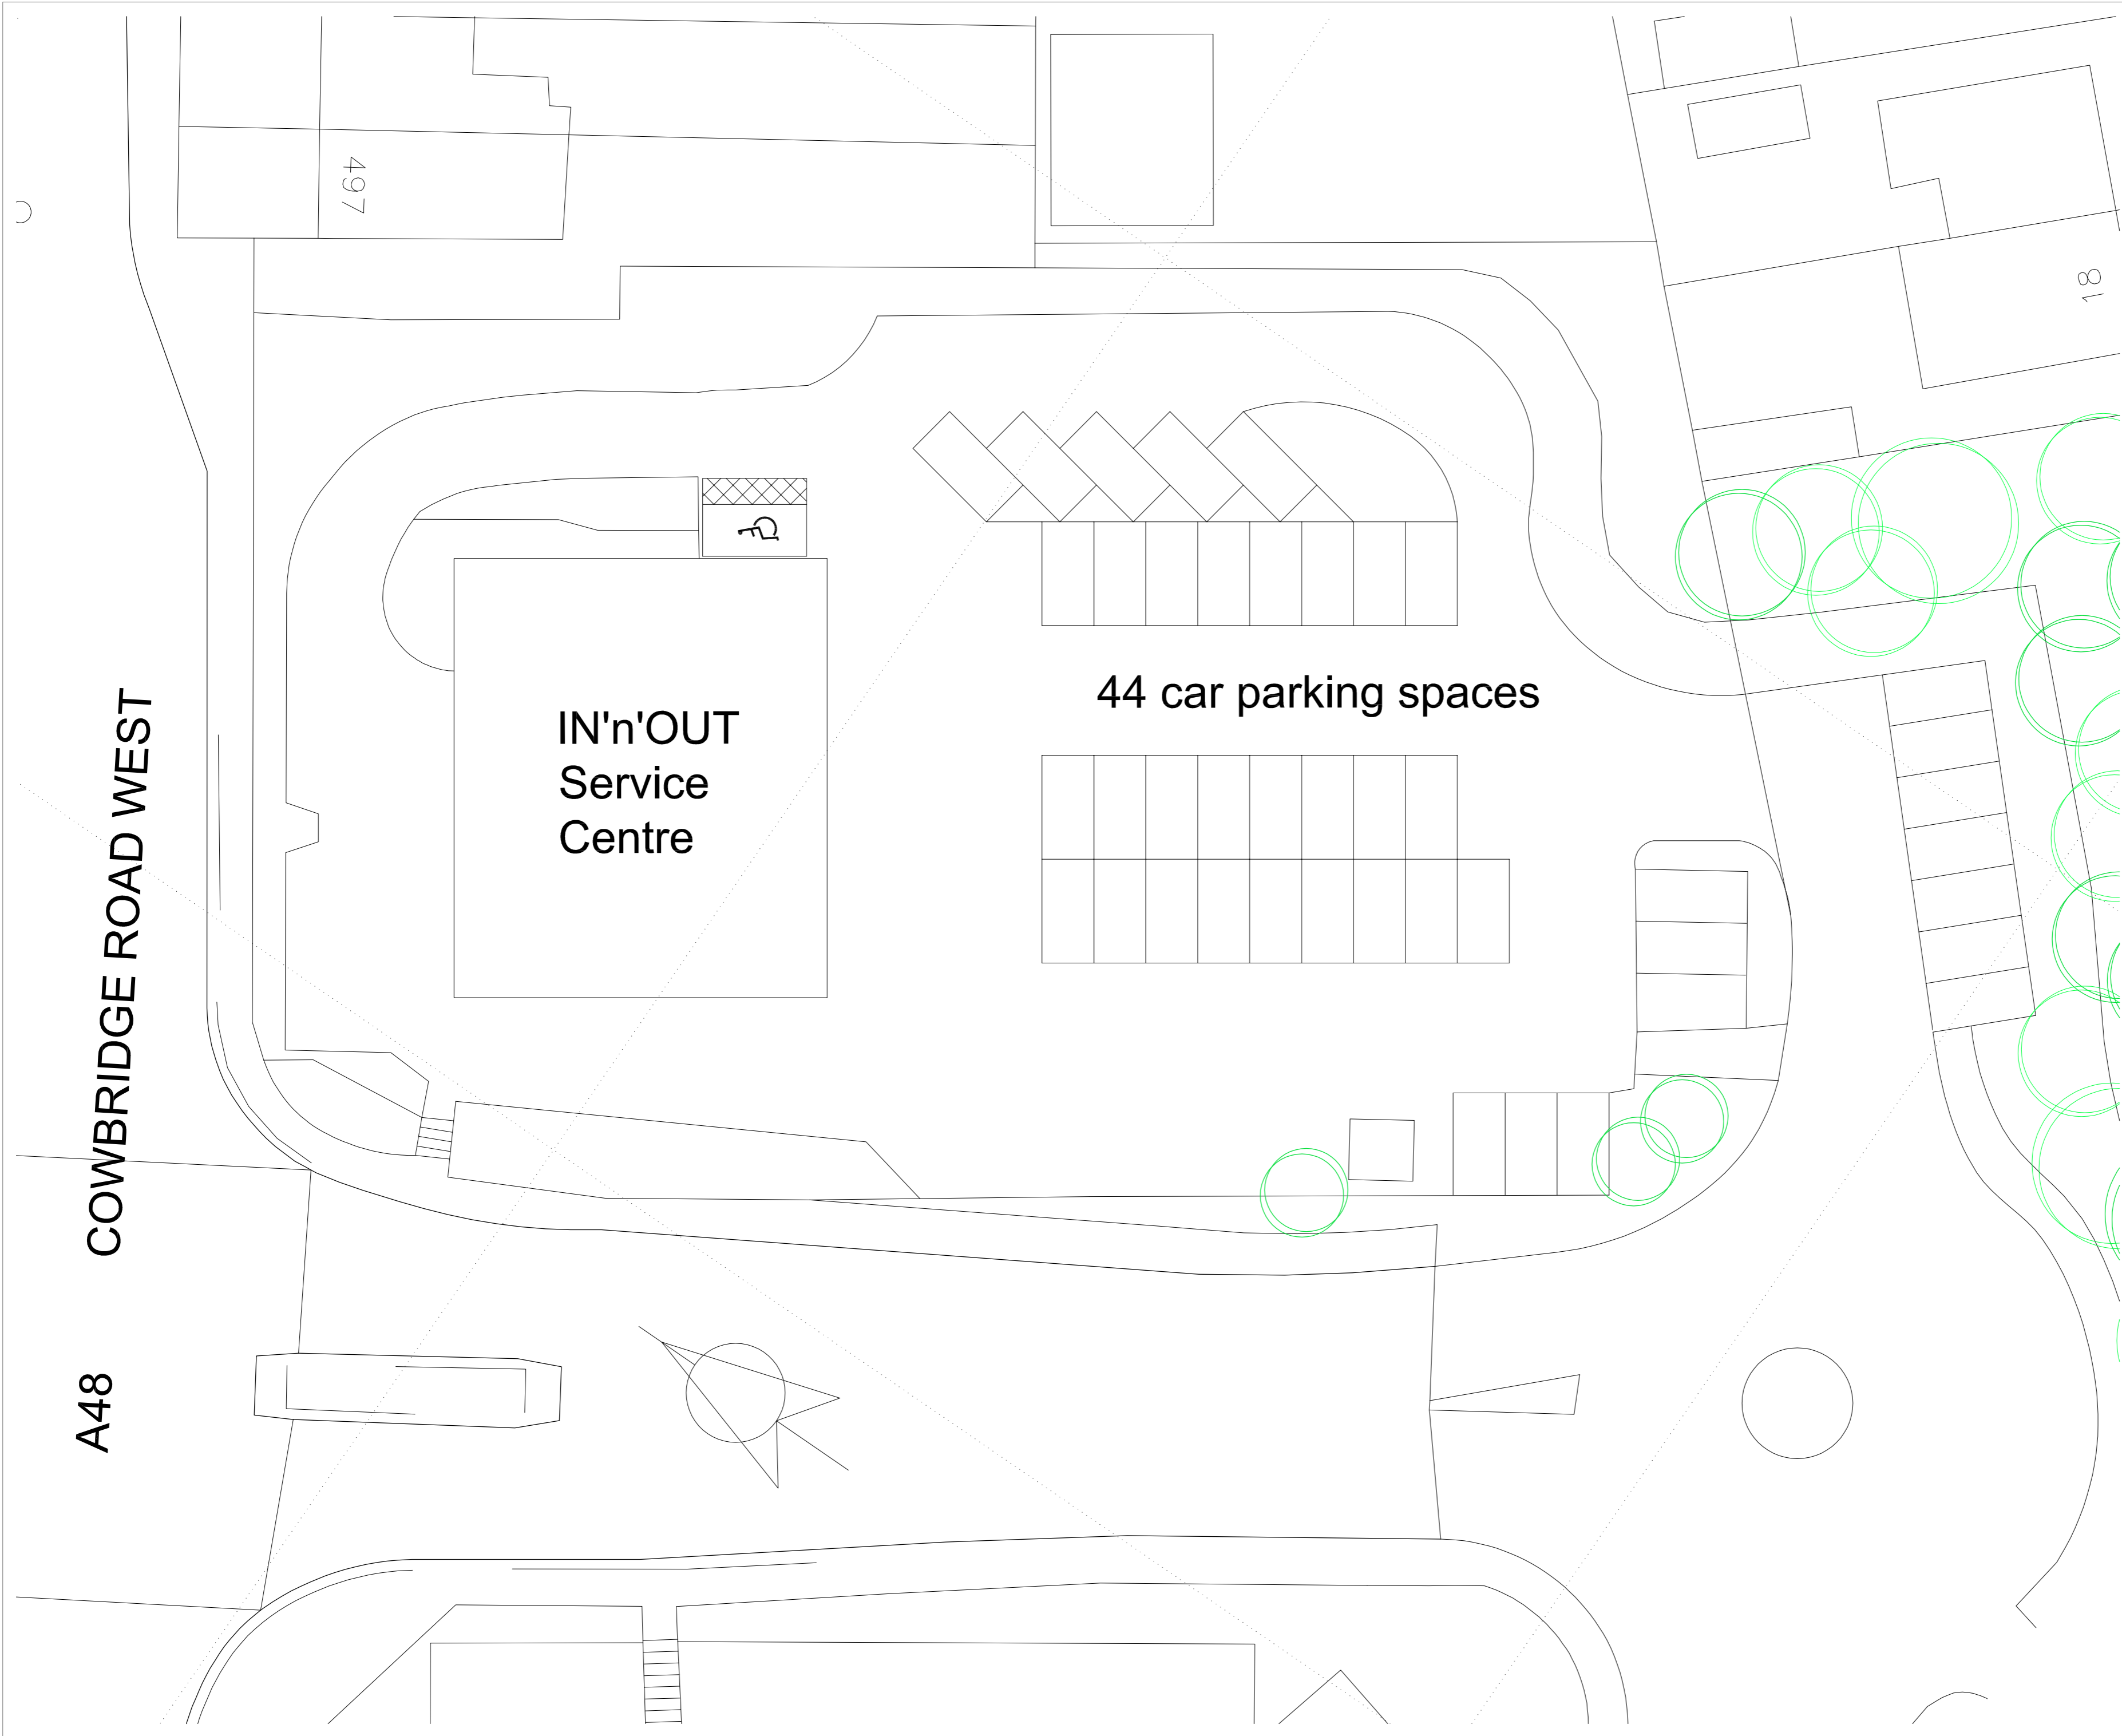 497
18
44 car parking spaces
IN'n'OUT
Service
Centre
A48 COWBRIDGE ROAD WEST